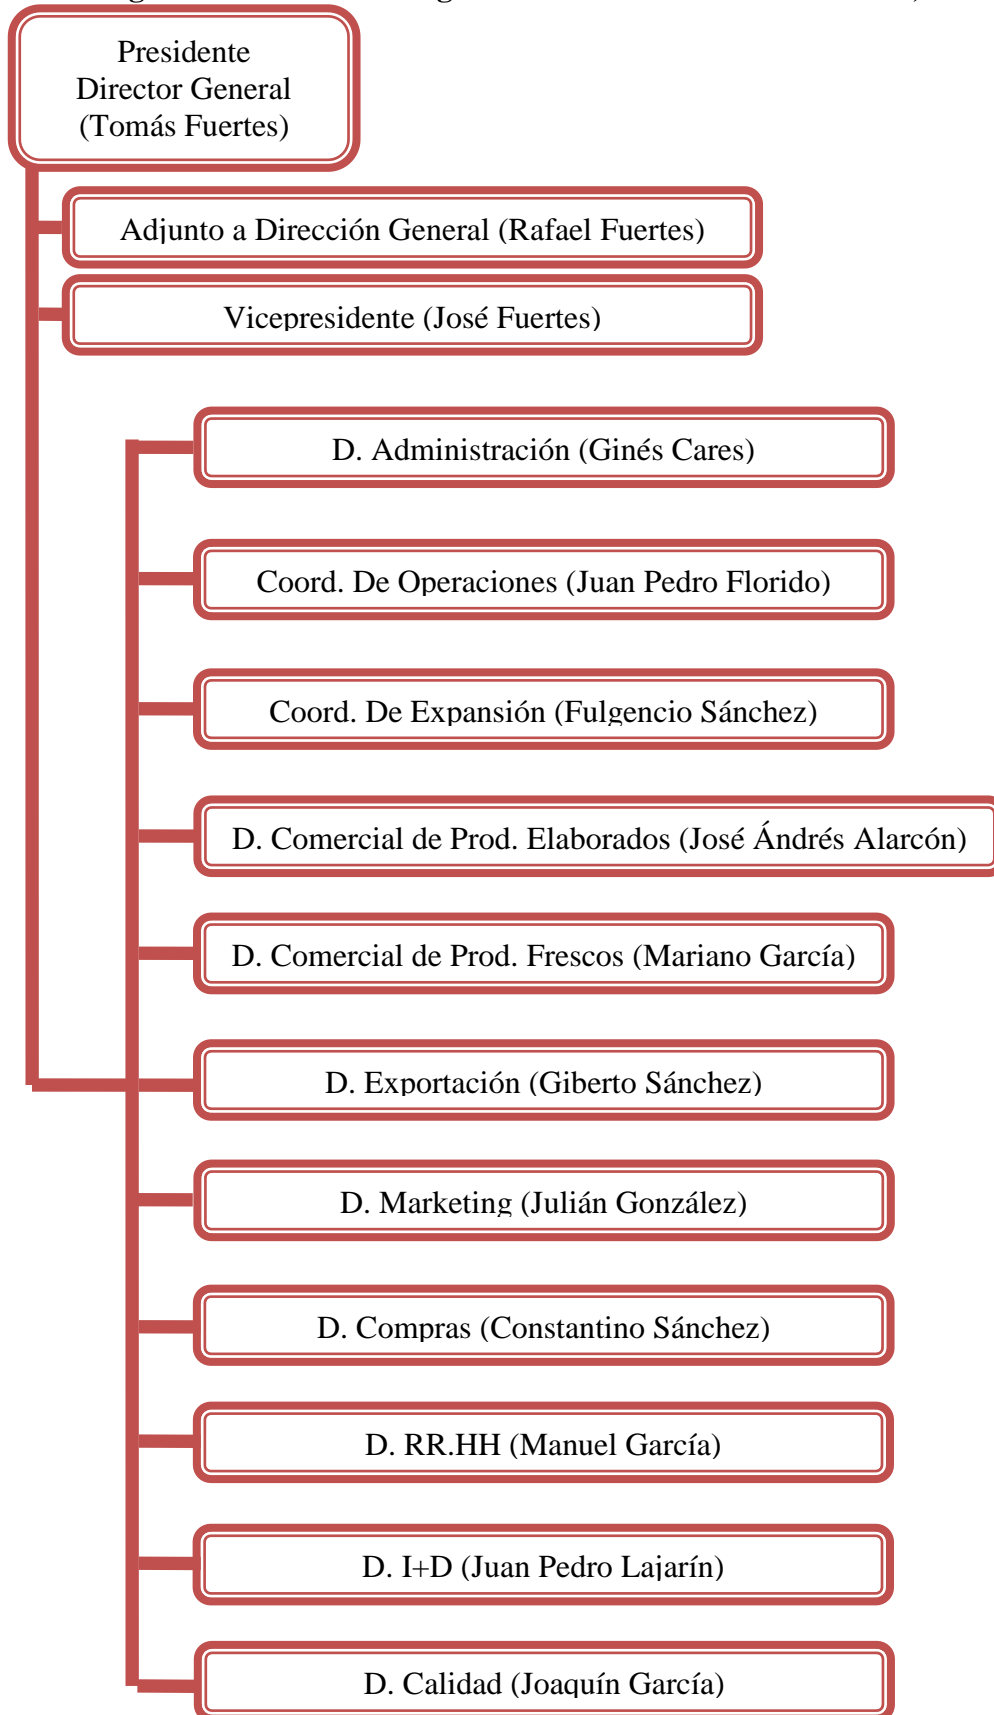 Presidente
Director General
(Tomás Fuertes)
Adjunto a Dirección General (Rafael Fuertes)
Vicepresidente (José Fuertes)
D. Administración (Ginés Cares)
Coord. De Operaciones (Juan Pedro Florido)
Coord. De Expansión (Fulgencio Sánchez)
D. Comercial de Prod. Elaborados (José Ándrés Alarcón)
D. Comercial de Prod. Frescos (Mariano García)
D. Exportación (Giberto Sánchez)
D. Marketing (Julián González)
D. Compras (Constantino Sánchez)
D. RR.HH (Manuel García)
D. I+D (Juan Pedro Lajarín)
D. Calidad (Joaquín García)